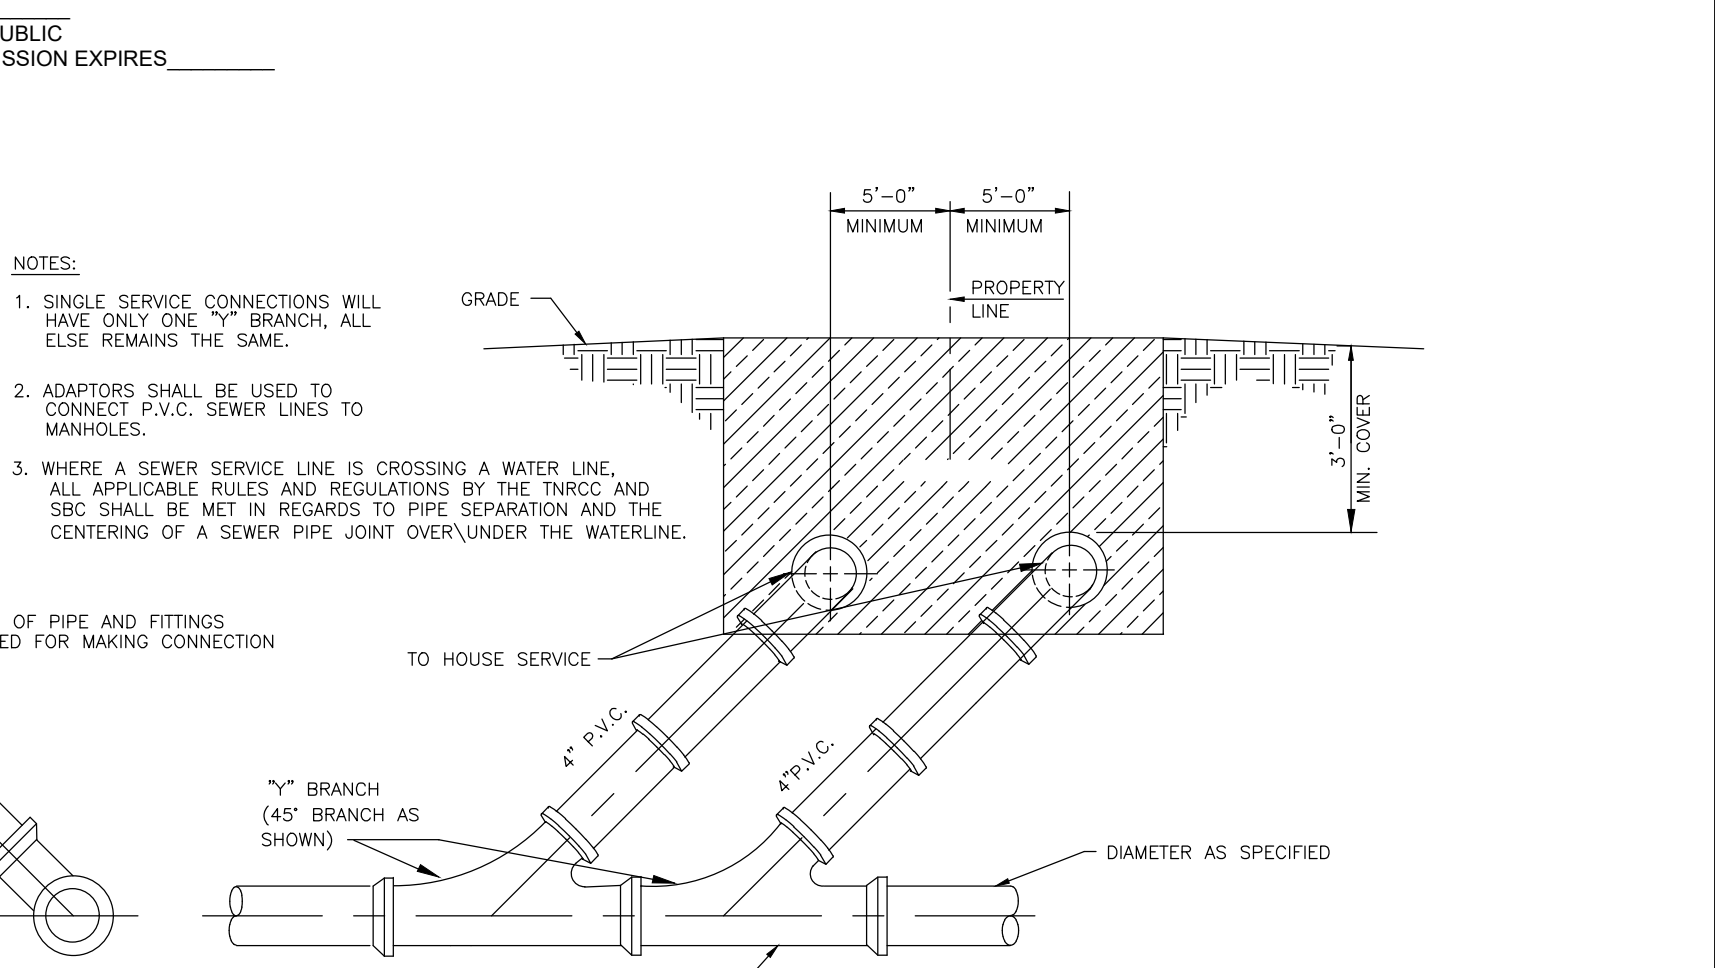 UBLIC
SSION EXPIRES_________
5'-0" 5'-0"
MINIMUM MINIMUM
PROPERTY
LINE
GRADE
NOTES:
1. SINGLE SERVICE CONNECTIONS WILL
HAVE ONLY ONE "Y" BRANCH, ALL
ELSE REMAINS THE SAME.
2. ADAPTORS SHALL BE USED TO
CONNECT P.V.C. SEWER LINES TO
MANHOLES.
3. WHERE A SEWER SERVICE LINE IS CROSSING A WATER LINE,
ALL APPLICABLE RULES AND REGULATIONS BY THE TNRCC AND
SBC SHALL BE MET IN REGARDS TO PIPE SEPARATION AND THE
CENTERING OF A SEWER PIPE JOINT OVER\UNDER THE WATERLINE.
3'-0"
MIN. COVER
OF PIPE AND FITTINGS
ED FOR MAKING CONNECTION
TO HOUSE SERVICE
4" P.V.C.
4"P.V.C.
"Y" BRANCH
(45° BRANCH AS
SHOWN)
DIAMETER AS SPECIFIED